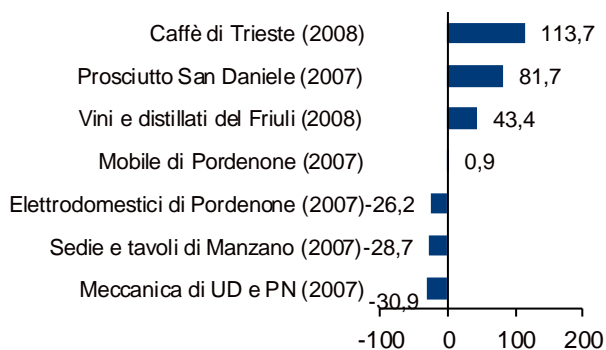 Caffè di Trieste (2008) 113,7
Prosciutto San Daniele (2007) 81,7
Vini e distillati del Friuli (2008) 43,4
Mobile di Pordenone (2007) 0,9
Elettrodomestici di Pordenone (2007) -26,2
Sedie e tavoli di Manzano (2007) -28,7
Meccanica di UD e PN (2007) -30,9
-100 0 100 200